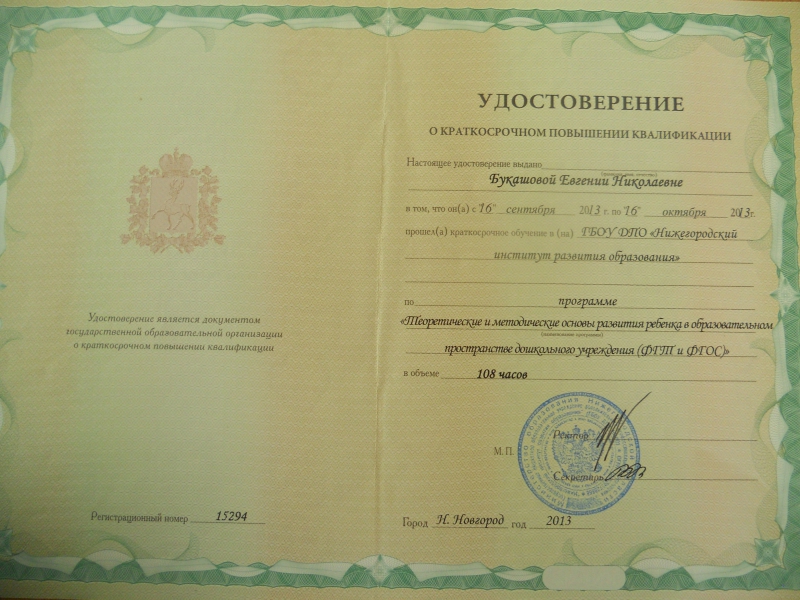 Удостоверение является документом
государственной образовательной организации
о краткосрочном повышении квалификации
Регистрационный номер 15294
УДОСТОВЕРЕНИЕ
О КРАТКОСРОЧНОМ ПОВЫШЕНИИ КВАЛИФИКАЦИИ
Настоящее удостоверение выдано
Букашовой Евгении Николаевне
в том, что он(а) с "16" сентября 2013 г. по "16" октября 2013г.
прошел(а) краткосрочное обучение в (на) ГБОУ ДПО «Нижегородский
институт развития образования»
по программе
«Теоретические и методические основы развития ребенка в образовательном
пространстве дошкольного учреждения (ФГТ и ФГОС)»
в объеме 108 часов
Ректор
М.П.
Секретарь
Город Н. Новгород год 2013